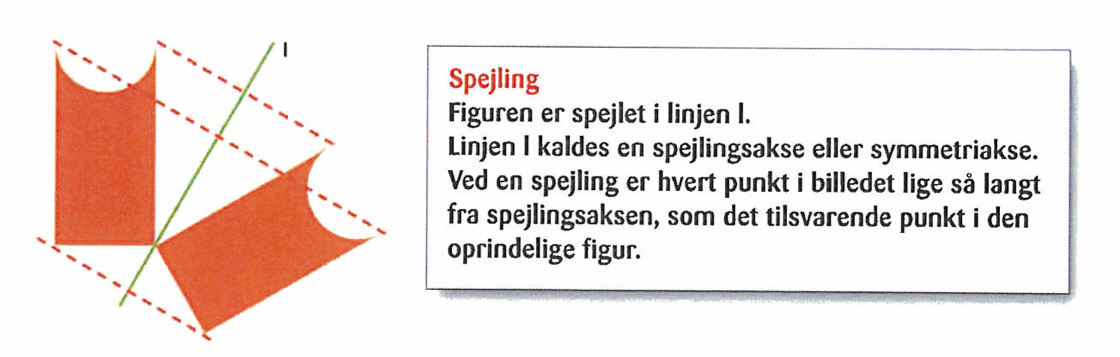 l
Spejling
Figuren er spejlet i linjen l.
Linjen l kaldes en spejlingsakse eller symmetriakse.
Ved en spejling er hvert punkt i billedet lige så langt
fra spejlingsaksen, som det tilsvarende punkt i den
oprindelige figur.